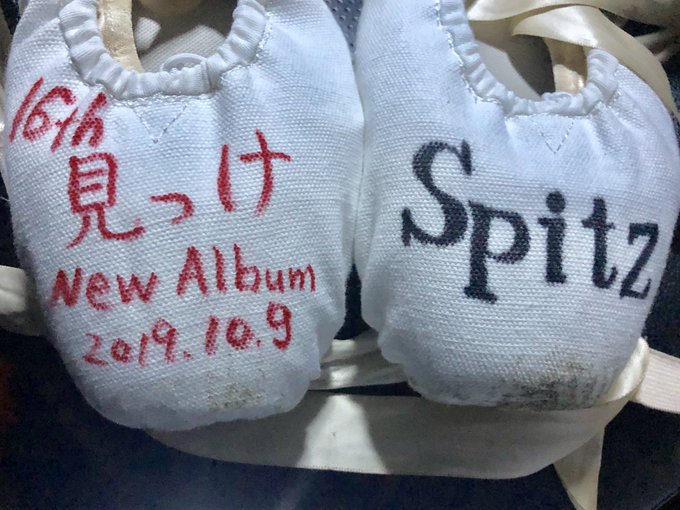 16th
見っけ
New Album
2019.10.9
Spitz